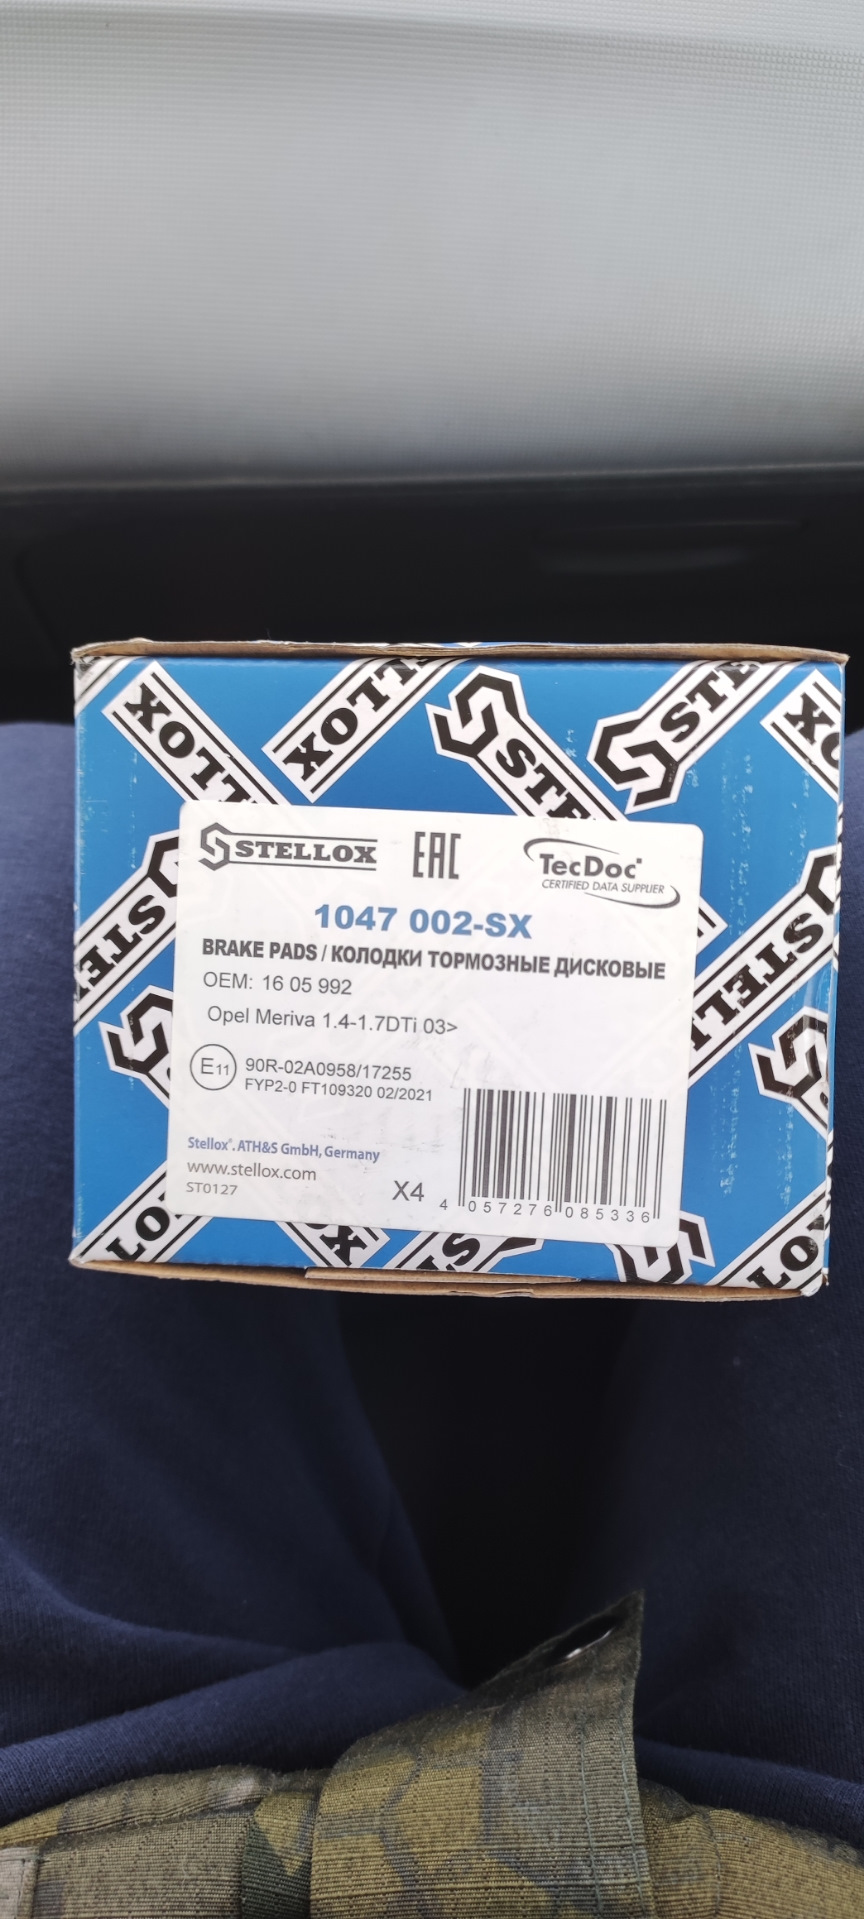 STELLOX EAC TecDoc
CERTIFIED DATA SUPPLIER
1047 002-SX
BRAKE PADS / КОЛОДКИ ТОРМОЗНЫЕ ДИСКОВЫЕ
OEM: 16 05 992
Opel Meriva 1.4-1.7DTi 03>
E11 90R-02A0958/17255
FYP2-0 FT109320 02/2021
Stellox®. ATH&S GmbH, Germany
www.stellox.com
ST0127
X4
4 057276 085336